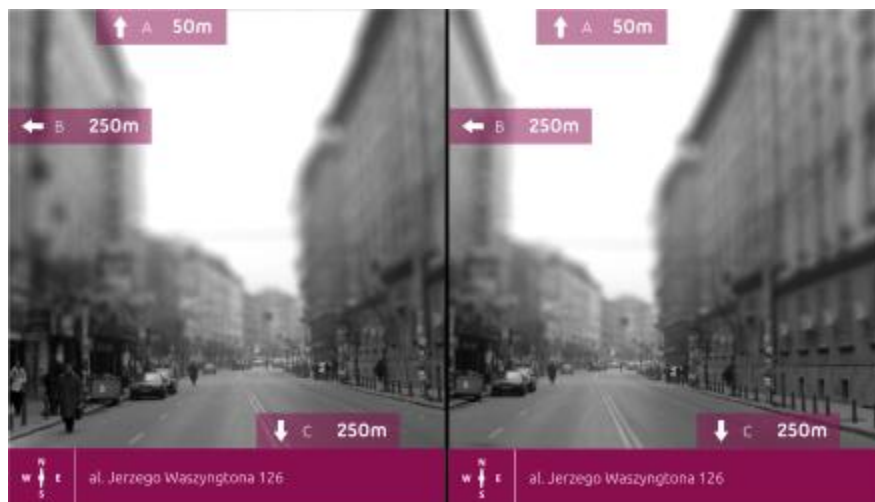 A 50m
B 250m
C 250m
N
W E
S
al. Jerzego Waszyngtona 126
A 50m
B 250m
C 250m
N
W E
S
al. Jerzego Waszyngtona 126